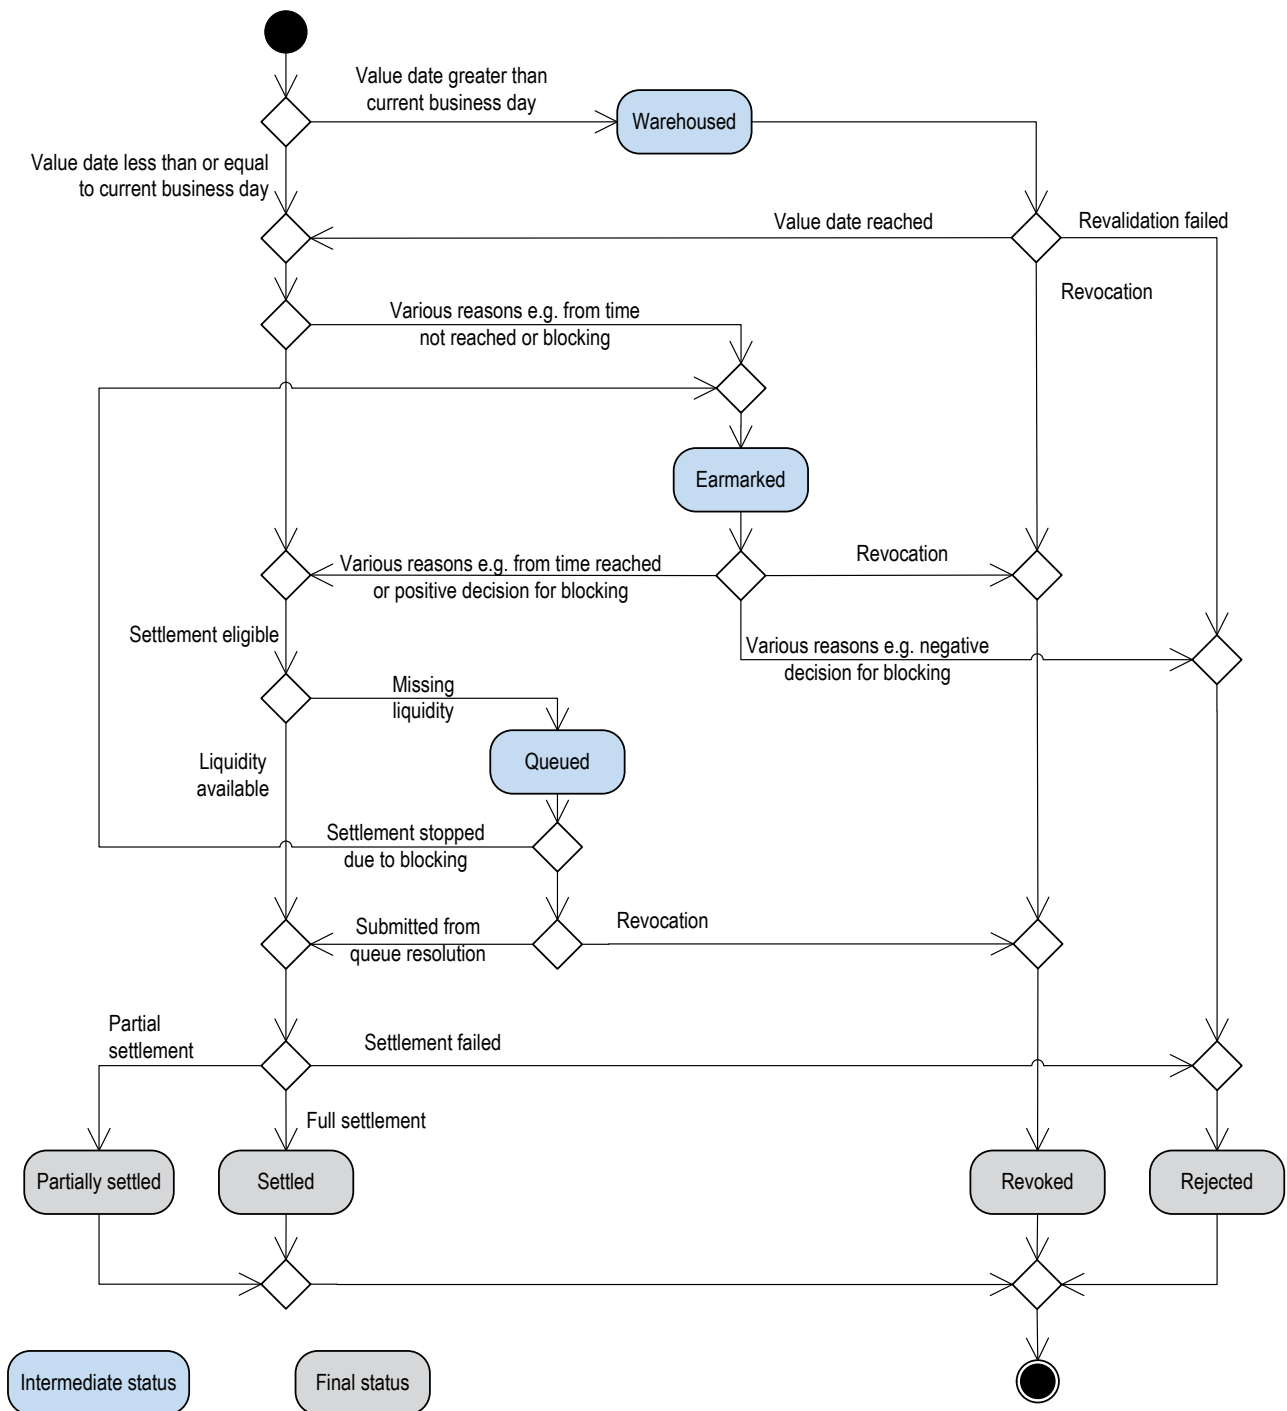 Value date greater than
current business day
Warehoused
Value date less than or equal
to current business day
Value date reached
Revalidation failed
Revocation
Various reasons e.g. from time
not reached or blocking
Earmarked
Various reasons e.g. from time reached
or positive decision for blocking
Revocation
Settlement eligible
Various reasons e.g. negative
decision for blocking
Missing
liquidity
Queued
Liquidity
available
Settlement stopped
due to blocking
Submitted from
queue resolution
Revocation
Partial
settlement
Settlement failed
Full settlement
Partially settled
Settled
Revoked
Rejected
Intermediate status
Final status